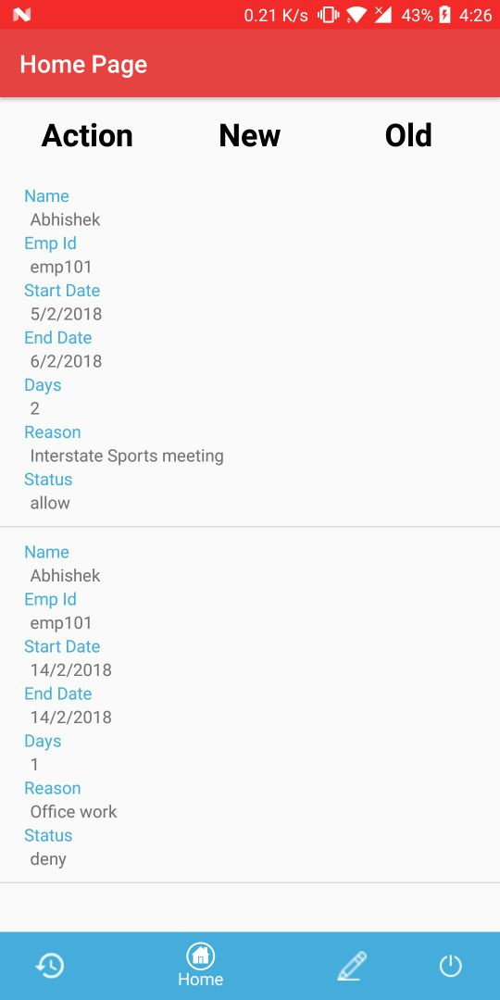 0.21 K/s 43% 4:26
Home Page
Action New Old
Name
Abhishek
Emp Id
emp101
Start Date
5/2/2018
End Date
6/2/2018
Days
2
Reason
Interstate Sports meeting
Status
allow
Name
Abhishek
Emp Id
emp101
Start Date
14/2/2018
End Date
14/2/2018
Days
1
Reason
Office work
Status
deny
Home